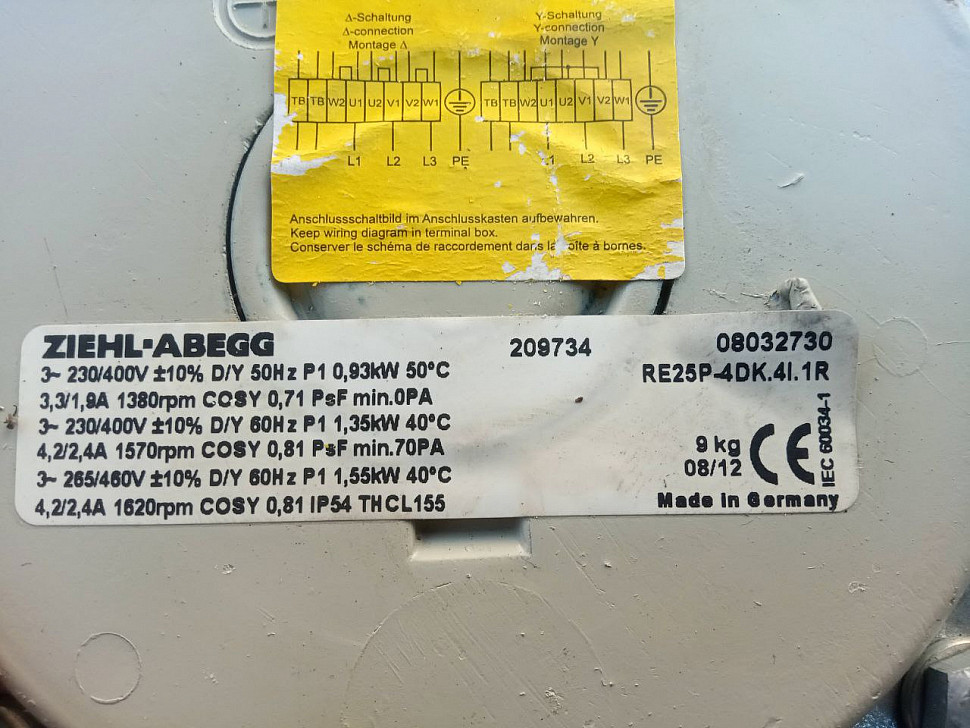 Δ-Schaltung
Δ-connection
Montage Δ
Y-Schaltung
Y-connection
Montage Y
TB TB W2 U1 U2 V1 V2 W1
TB TB W2 U1 U2 V1 V2 W1
L1 L2 L3 PE
L1 L2 L3 PE
Anschlussschaltbild im Anschlusskasten aufbewahren.
Keep wiring diagram in terminal box.
Conserver le schéma de raccordement dans la boîte à bornes.
ZIEHL-ABEGG 209734 08032730
3~ 230/400V ±10% D/Y 50Hz P1 0,93kW 50°C
RE25P-4DK.4I.1R
3,3/1,9A 1380rpm COSY 0,71 PsF min.0PA
3~ 230/400V ±10% D/Y 60Hz P1 1,35kW 40°C
4,2/2,4A 1570rpm COSY 0,81 PsF min.70PA
3~ 265/460V ±10% D/Y 60Hz P1 1,55kW 40°C
4,2/2,4A 1620rpm COSY 0,81 IP54 THCL155
9 kg
08/12
CE
IEC 60034-1
Made in Germany